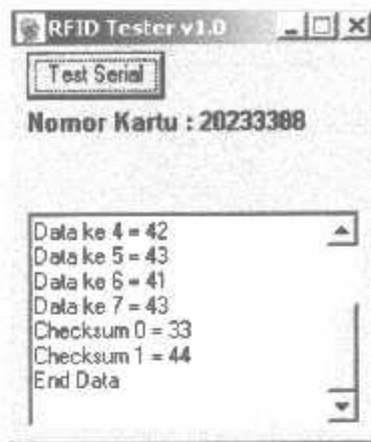 RFID Tester v1.0
Test Serial
Nomor Kartu : 20233388
Data ke 4 = 42
Data ke 5 = 43
Data ke 6 = 41
Data ke 7 = 43
Checksum 0 = 33
Checksum 1 = 44
End Data